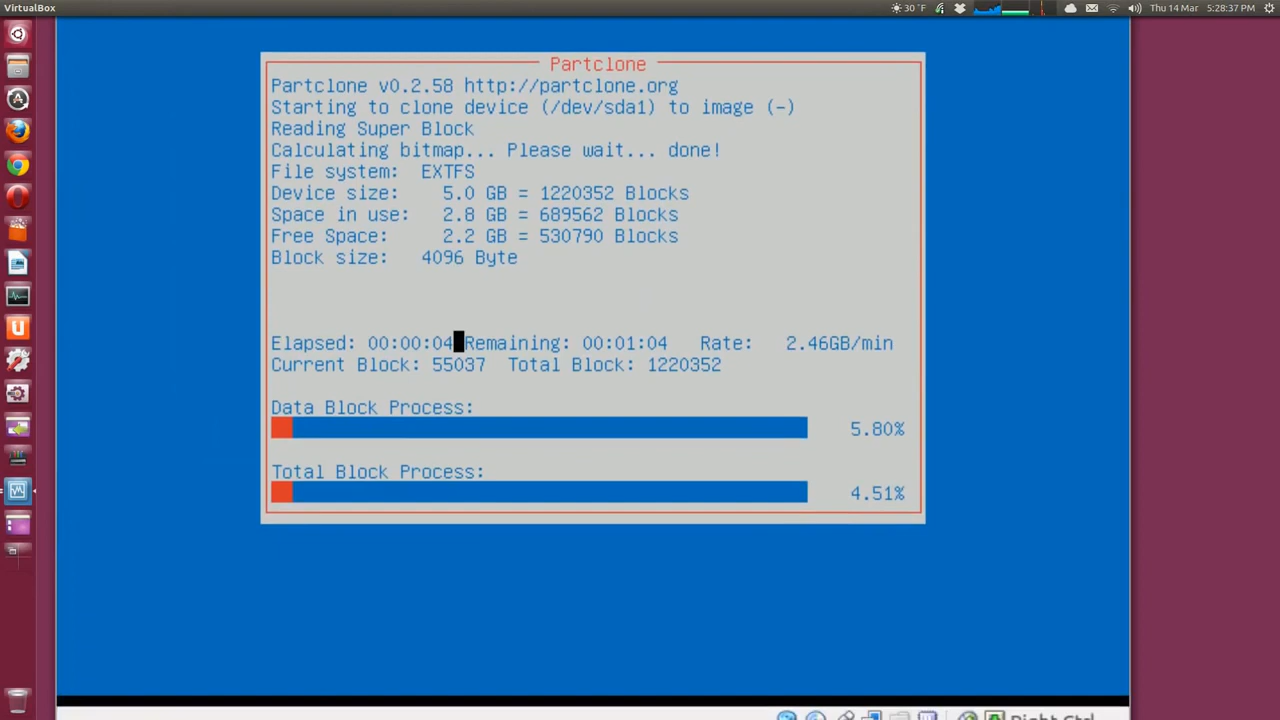 VirtualBox
30 °F
Thu 14 Mar
5:28:37 PM
Partclone
Partclone v0.2.58 http://partclone.org
Starting to clone device (/dev/sda1) to image (-)
Reading Super Block
Calculating bitmap... Please wait... done!
File system: EXTFS
Device size: 5.0 GB = 1220352 Blocks
Space in use: 2.8 GB = 689562 Blocks
Free Space: 2.2 GB = 530790 Blocks
Block size: 4096 Byte
Elapsed: 00:00:04 Remaining: 00:01:04 Rate: 2.46GB/min
Current Block: 55037 Total Block: 1220352
Data Block Process:
5.80%
Total Block Process:
4.51%
Right Ctrl